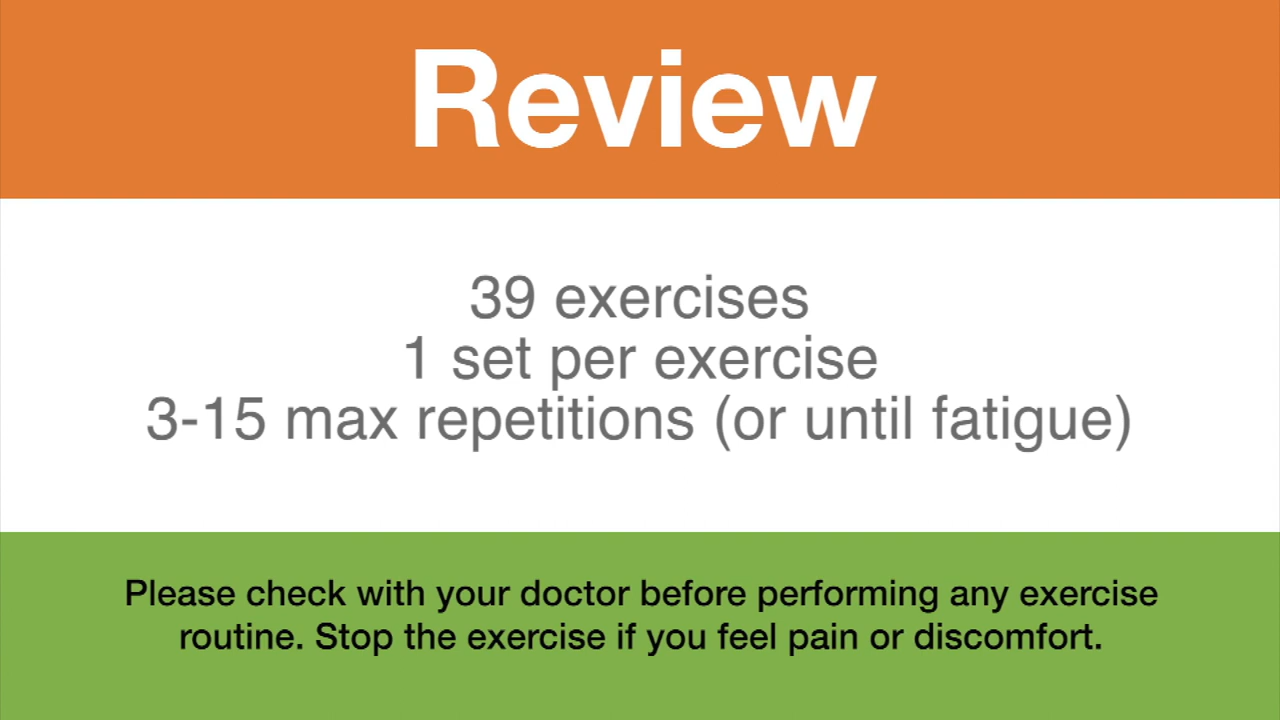 Review
39 exercises
1 set per exercise
3-15 max repetitions (or until fatigue)
Please check with your doctor before performing any exercise
routine. Stop the exercise if you feel pain or discomfort.